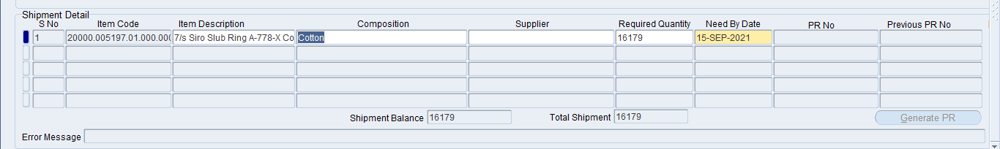 Shipment Detail
S No Item Code Item Description Composition Supplier Required Quantity Need By Date PR No Previous PR No
1 20000.005197.01.000.00( 7/s Siro Slub Ring A-778-X Co Cotton 16179 15-SEP-2021
Shipment Balance 16179 Total Shipment 16179 Generate PR
Error Message